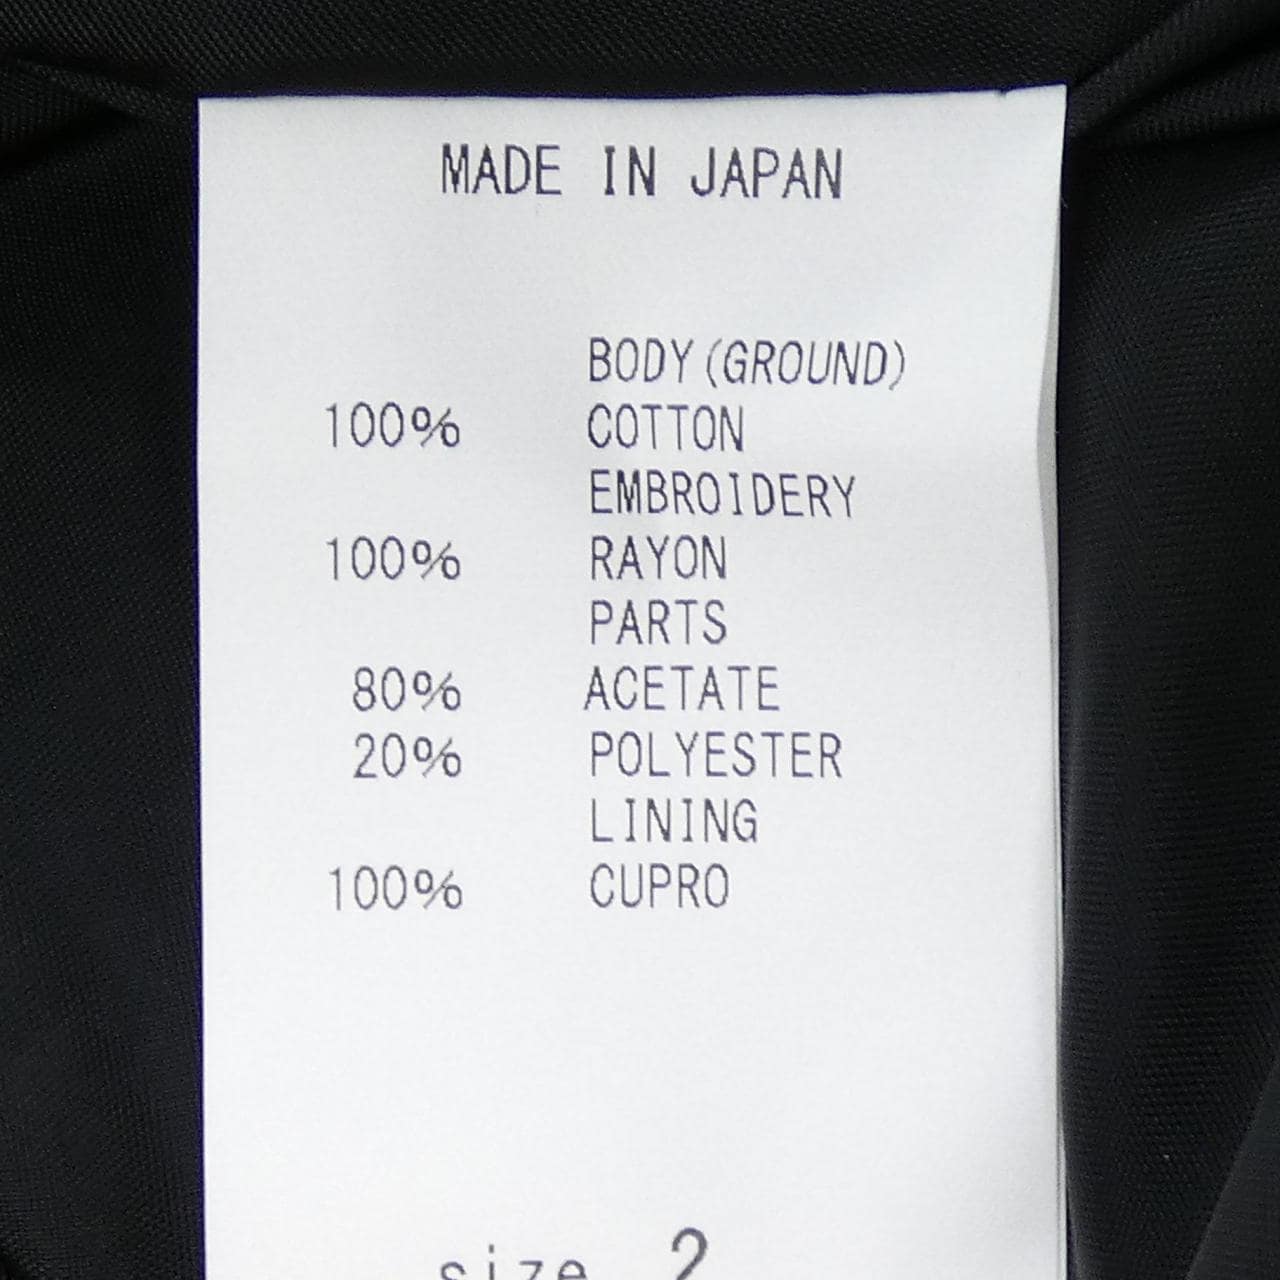 MADE IN JAPAN
BODY(GROUND)
100% COTTON
EMBROIDERY
100% RAYON
PARTS
80% ACETATE
20% POLYESTER
LINING
100% CUPRO
size 2